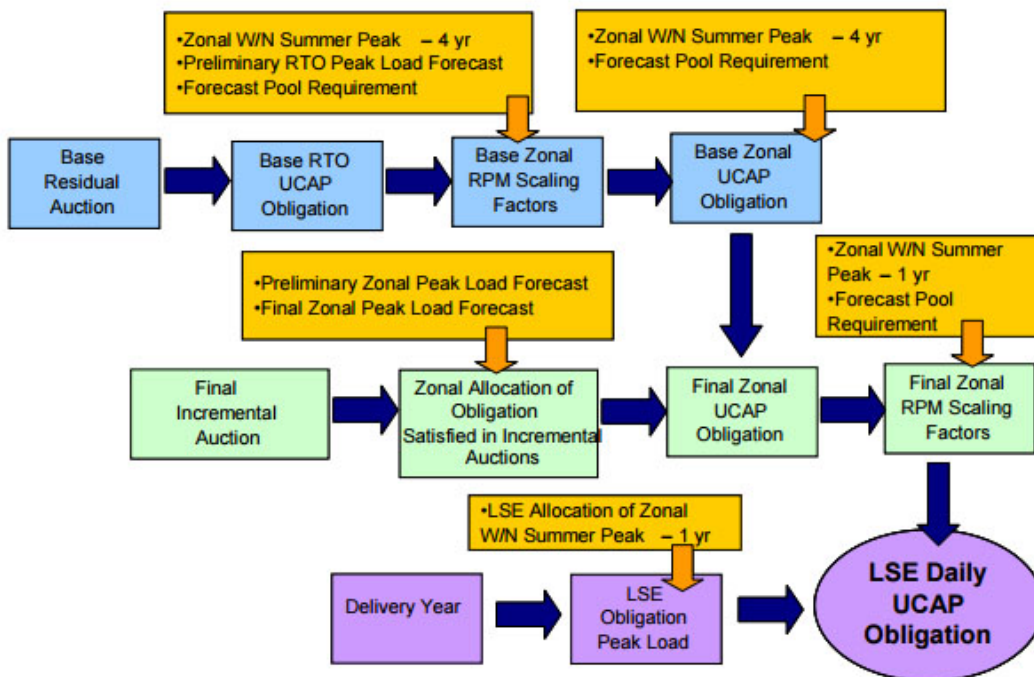 •Zonal W/N Summer Peak – 4 yr
•Preliminary RTO Peak Load Forecast
•Forecast Pool Requirement
•Zonal W/N Summer Peak – 4 yr
•Forecast Pool Requirement
Base
Residual
Auction
Base RTO
UCAP
Obligation
Base Zonal
RPM Scaling
Factors
Base Zonal
UCAP
Obligation
•Preliminary Zonal Peak Load Forecast
•Final Zonal Peak Load Forecast
•Zonal W/N Summer
Peak – 1 yr
•Forecast Pool
Requirement
Final
Incremental
Auction
Zonal Allocation of
Obligation
Satisfied in Incremental
Auctions
Final Zonal
UCAP
Obligation
Final Zonal
RPM Scaling
Factors
•LSE Allocation of Zonal
W/N Summer Peak – 1 yr
Delivery Year
LSE
Obligation
Peak Load
LSE Daily
UCAP
Obligation